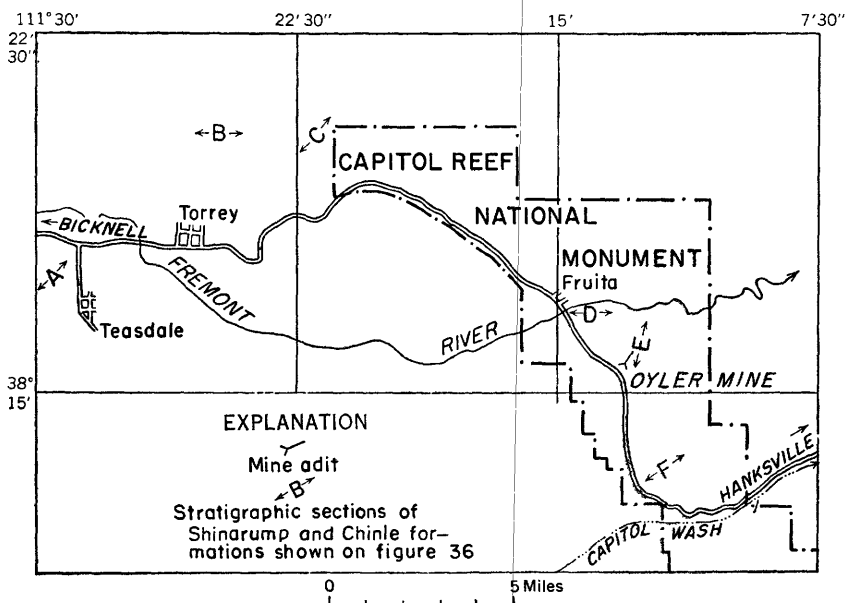 111°30′
22′30″
15′
7′30″
22′
30″
B
C
CAPITOL REEF
NATIONAL
MONUMENT
Torrey
BICKNELL
A
Teasdale
FREMONT
RIVER
Fruita
D
E
OYLER MINE
38°
15′
EXPLANATION
Mine adit
B
Stratigraphic sections of
Shinarump and Chinle for-
mations shown on figure 36
F
HANKSVILLE
CAPITOL WASH
0 5 Miles